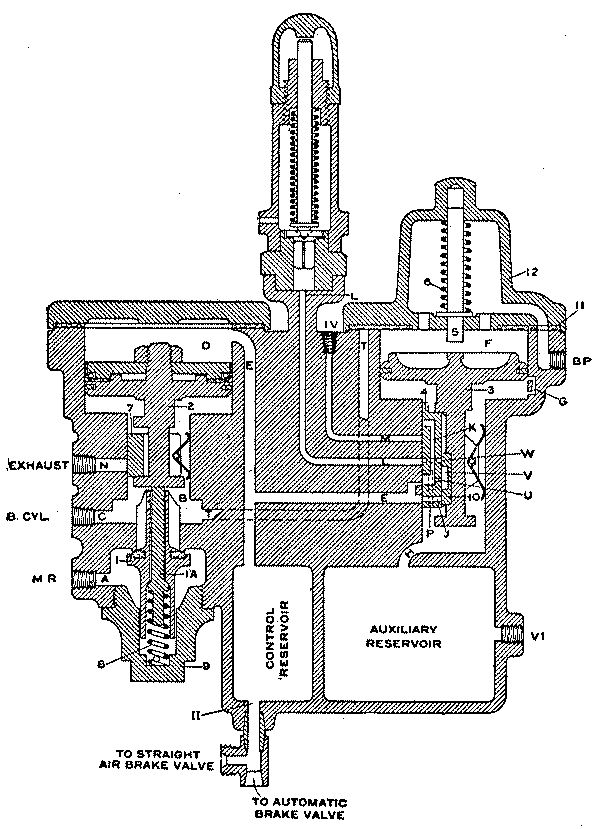 12
L
11
IV
O
T
S
F
BP
E
G
7
2
4
3
M
K
W
EXHAUST
N
L
V
B
E
10
U
B. CYL.
C
P
J
1
1A
M R
A
CONTROL
RESERVOIR
AUXILIARY
RESERVOIR
VI
8
9
II
TO STRAIGHT
AIR BRAKE VALVE
TO AUTOMATIC
BRAKE VALVE